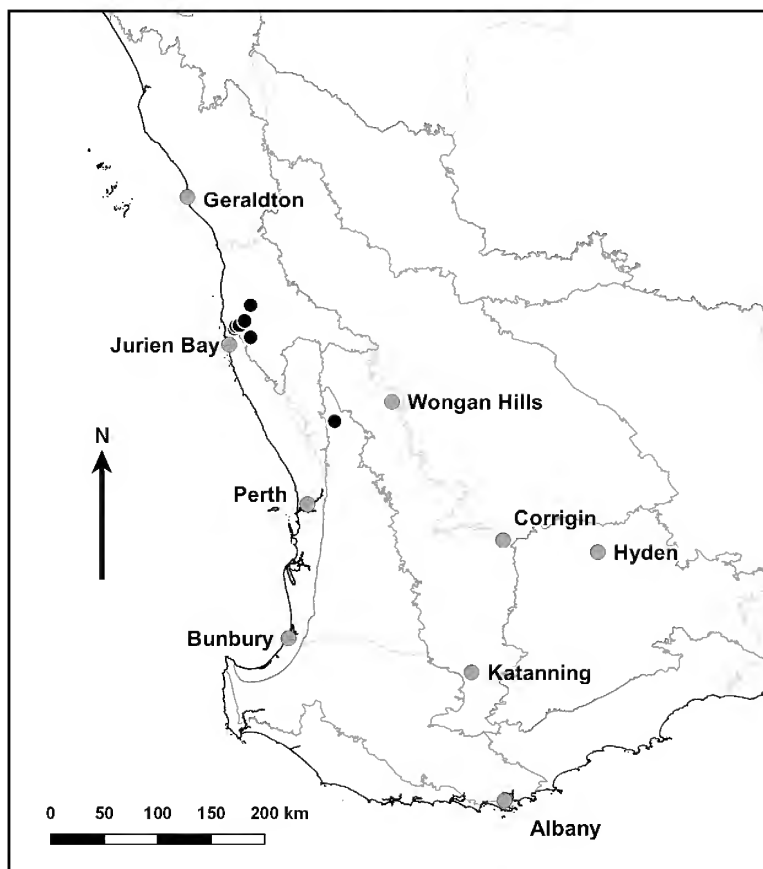 Geraldton
Jurien Bay
Wongan Hills
N
Perth
Corrigin
Hyden
Bunbury
Katanning
0 50 100 150 200 km
Albany